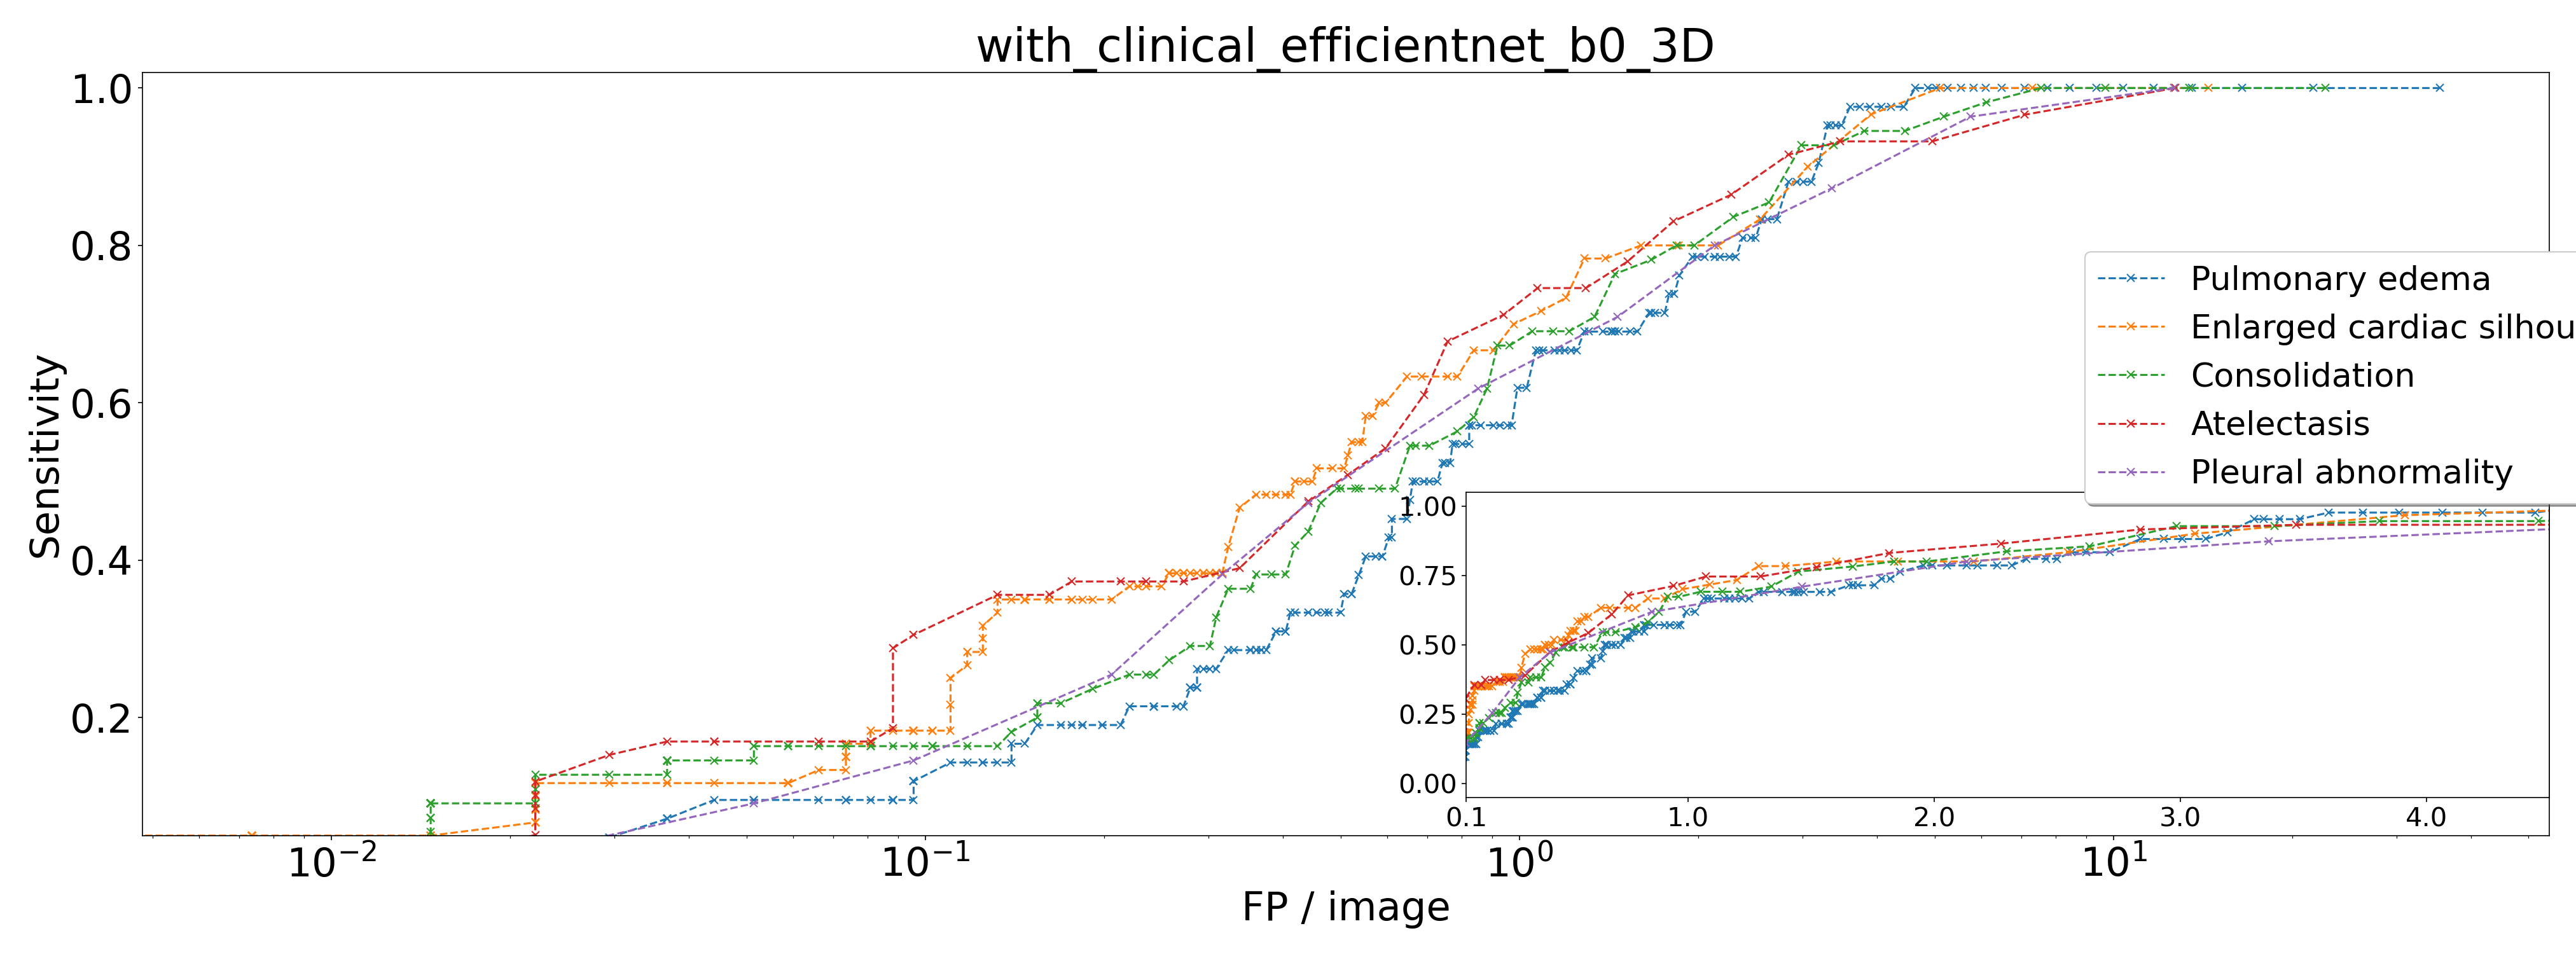 with_clinical_efficientnet_b0_3D
1.0
0.8
0.6
0.4
0.2
Sensitivity
Pulmonary edema
Enlarged cardiac silhou
Consolidation
Atelectasis
Pleural abnormality
1.00
0.75
0.50
0.25
0.00
0.1 1.0 2.0 3.0 4.0
10⁻² 10⁻¹ 10⁰ 10¹
FP / image